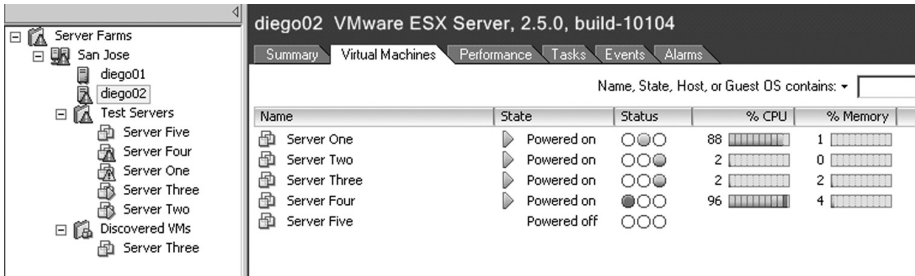 Server Farms
San Jose
diego01
diego02
Test Servers
Server Five
Server Four
Server One
Server Three
Server Two
Discovered VMs
Server Three
diego02 VMware ESX Server, 2.5.0, build-10104
Summary Virtual Machines Performance Tasks Events Alarms
Name, State, Host, or Guest OS contains:
Name State Status % CPU % Memory
Server One Powered on 88 1
Server Two Powered on 2 0
Server Three Powered on 2 2
Server Four Powered on 96 4
Server Five Powered off